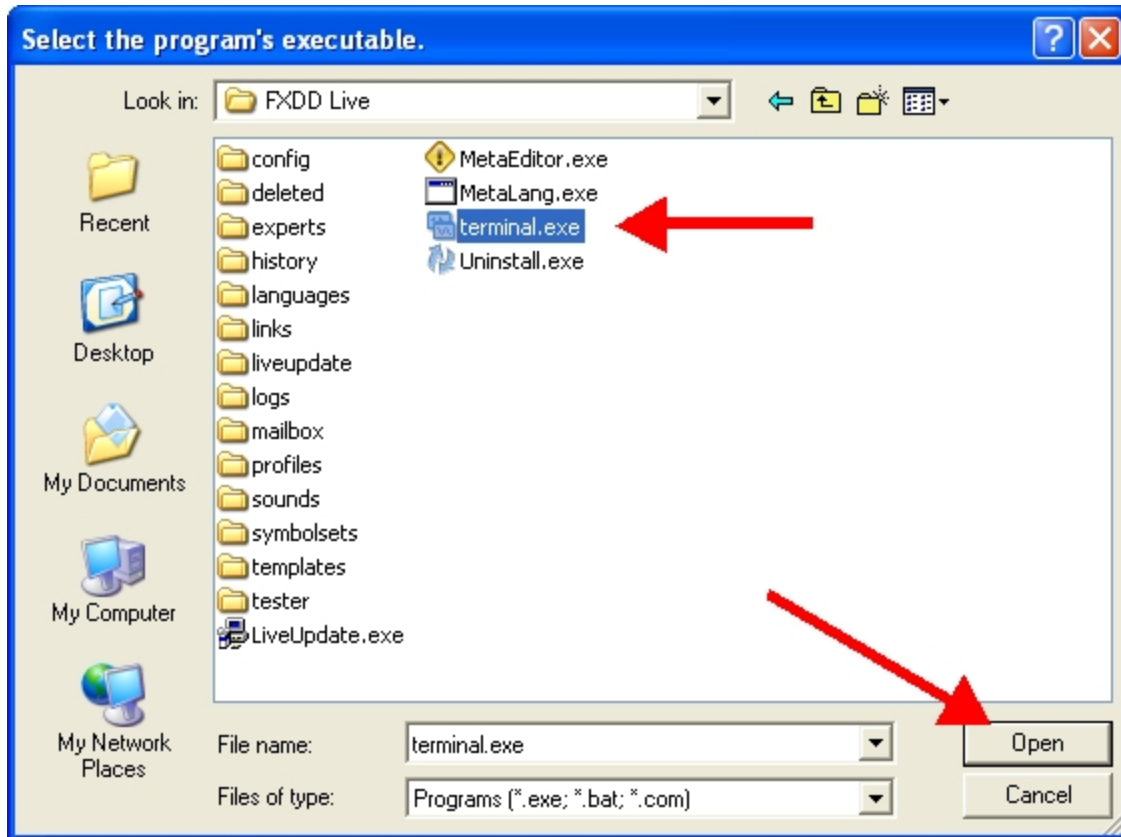 Select the program's executable.
Look in: FXDD Live
Recent
Desktop
My Documents
My Computer
My Network
Places
config
deleted
experts
history
languages
links
liveupdate
logs
mailbox
profiles
sounds
symbolsets
templates
tester
LiveUpdate.exe
MetaEditor.exe
MetaLang.exe
terminal.exe
Uninstall.exe
File name: terminal.exe
Open
Files of type: Programs (*.exe; *.bat; *.com)
Cancel